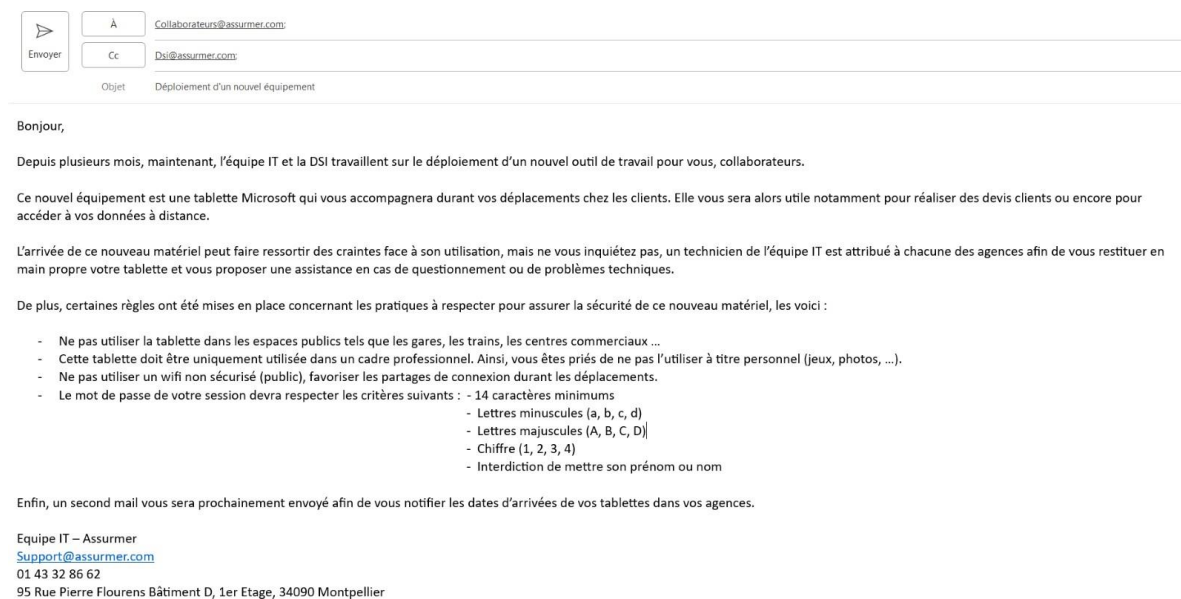 À Collaborateurs@assurmer.com;
Envoyer Cc Dsi@assurmer.com;
Objet Déploiement d'un nouvel équipement
Bonjour,
Depuis plusieurs mois, maintenant, l'équipe IT et la DSI travaillent sur le déploiement d'un nouvel outil de travail pour vous, collaborateurs.
Ce nouvel équipement est une tablette Microsoft qui vous accompagnera durant vos déplacements chez les clients. Elle vous sera alors utile notamment pour réaliser des devis clients ou encore pour
accéder à vos données à distance.
L'arrivée de ce nouveau matériel peut faire ressortir des craintes face à son utilisation, mais ne vous inquiétez pas, un technicien de l'équipe IT est attribué à chacune des agences afin de vous restituer en
main propre votre tablette et vous proposer une assistance en cas de questionnement ou de problèmes techniques.
De plus, certaines règles ont été mises en place concernant les pratiques à respecter pour assurer la sécurité de ce nouveau matériel, les voici :
- Ne pas utiliser la tablette dans les espaces publics tels que les gares, les trains, les centres commerciaux ...
- Cette tablette doit être uniquement utilisée dans un cadre professionnel. Ainsi, vous êtes priés de ne pas l'utiliser à titre personnel (jeux, photos, ...).
- Ne pas utiliser un wifi non sécurisé (public), favoriser les partages de connexion durant les déplacements.
- Le mot de passe de votre session devra respecter les critères suivants : - 14 caractères minimums
- Lettres minuscules (a, b, c, d)
- Lettres majuscules (A, B, C, D)
- Chiffre (1, 2, 3, 4)
- Interdiction de mettre son prénom ou nom
Enfin, un second mail vous sera prochainement envoyé afin de vous notifier les dates d'arrivées de vos tablettes dans vos agences.
Equipe IT – Assurmer
Support@assurmer.com
01 43 32 86 62
95 Rue Pierre Flourens Bâtiment D, 1er Etage, 34090 Montpellier